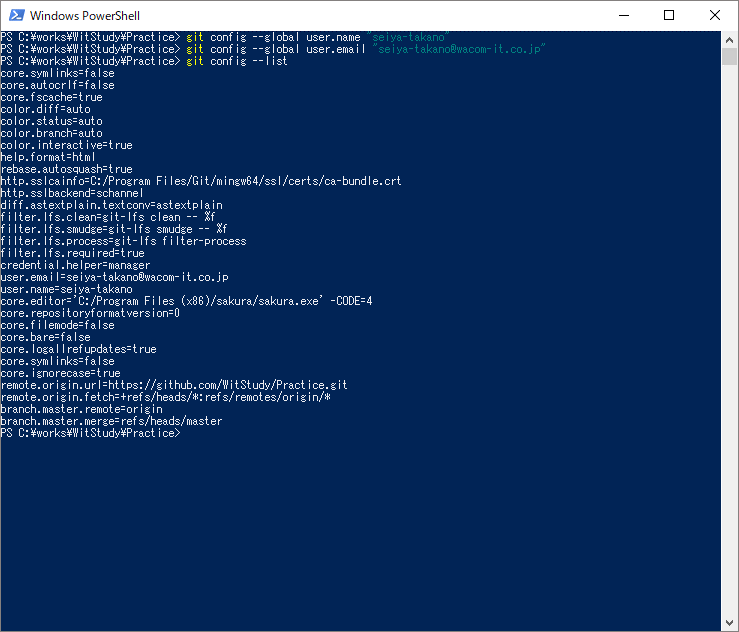 Windows PowerShell
PS C:¥works¥WitStudy¥Practice> git config --global user.name "seiya-takano"
PS C:¥works¥WitStudy¥Practice> git config --global user.email "seiya-takano@wacom-it.co.jp"
PS C:¥works¥WitStudy¥Practice> git config --list
core.symlinks=false
core.autocrlf=false
core.fscache=true
color.diff=auto
color.status=auto
color.branch=auto
color.interactive=true
help.format=html
rebase.autosquash=true
http.sslcainfo=C:/Program Files/Git/mingw64/ssl/certs/ca-bundle.crt
http.sslbackend=schannel
diff.astextplain.textconv=astextplain
filter.lfs.clean=git-lfs clean -- %f
filter.lfs.smudge=git-lfs smudge -- %f
filter.lfs.process=git-lfs filter-process
filter.lfs.required=true
credential.helper=manager
user.email=seiya-takano@wacom-it.co.jp
user.name=seiya-takano
core.editor='C:/Program Files (x86)/sakura/sakura.exe' -CODE=4
core.repositoryformatversion=0
core.filemode=false
core.bare=false
core.logallrefupdates=true
core.symlinks=false
core.ignorecase=true
remote.origin.url=https://github.com/WitStudy/Practice.git
remote.origin.fetch=+refs/heads/*:refs/remotes/origin/*
branch.master.remote=origin
branch.master.merge=refs/heads/master
PS C:¥works¥WitStudy¥Practice>